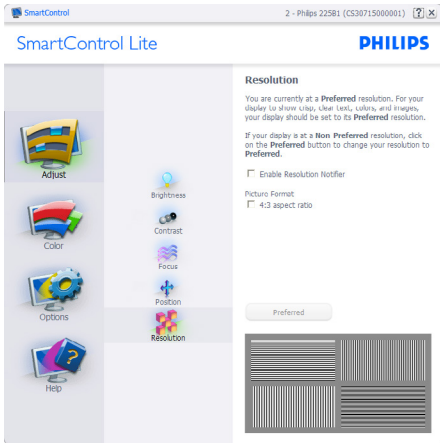 SmartControl
2 - Philips 225B1 (CS30715000001)
?
SmartControl Lite
PHILIPS
Adjust
Color
Options
Help
Brightness
Contrast
Focus
Position
Resolution
Resolution
You are currently at a Preferred resolution. For your
display to show crisp, clear text, colors, and images,
your display should be set to its Preferred resolution.
If your display is at a Non Preferred resolution, click
on the Preferred button to change your resolution to
Preferred.
Enable Resolution Notifier
Picture Format
4:3 aspect ratio
Preferred